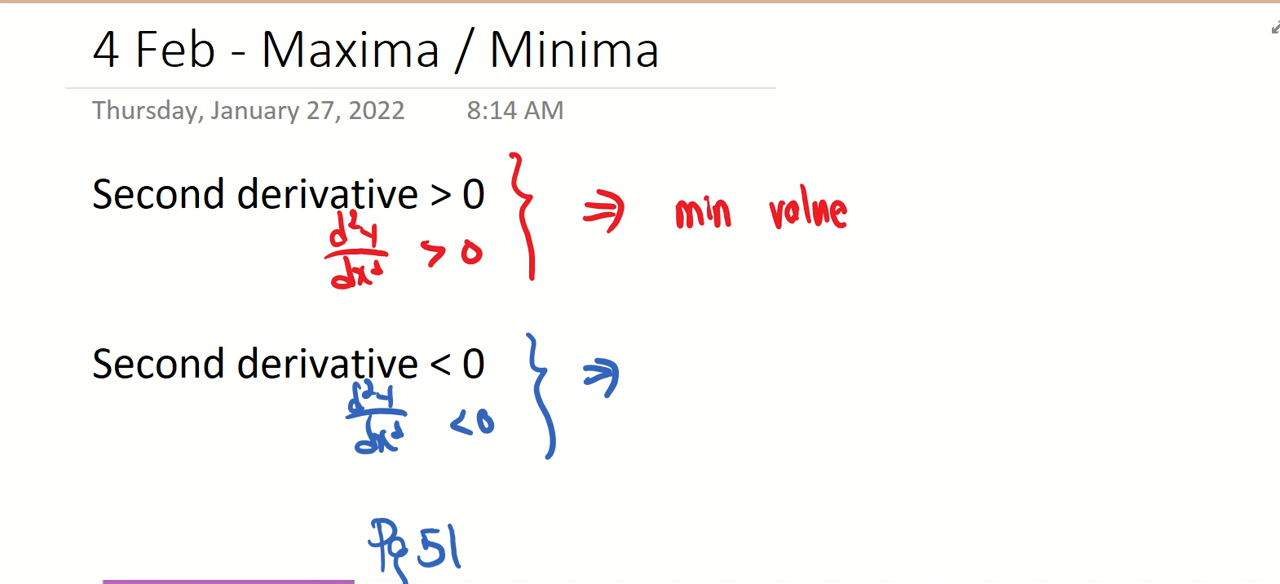 4 Feb - Maxima / Minima
Thursday, January 27, 2022 8:14 AM
Second derivative > 0
d²y/dx² > 0 } ⇒ min value
Second derivative < 0
d²y/dx² < 0 } ⇒
Pg 51